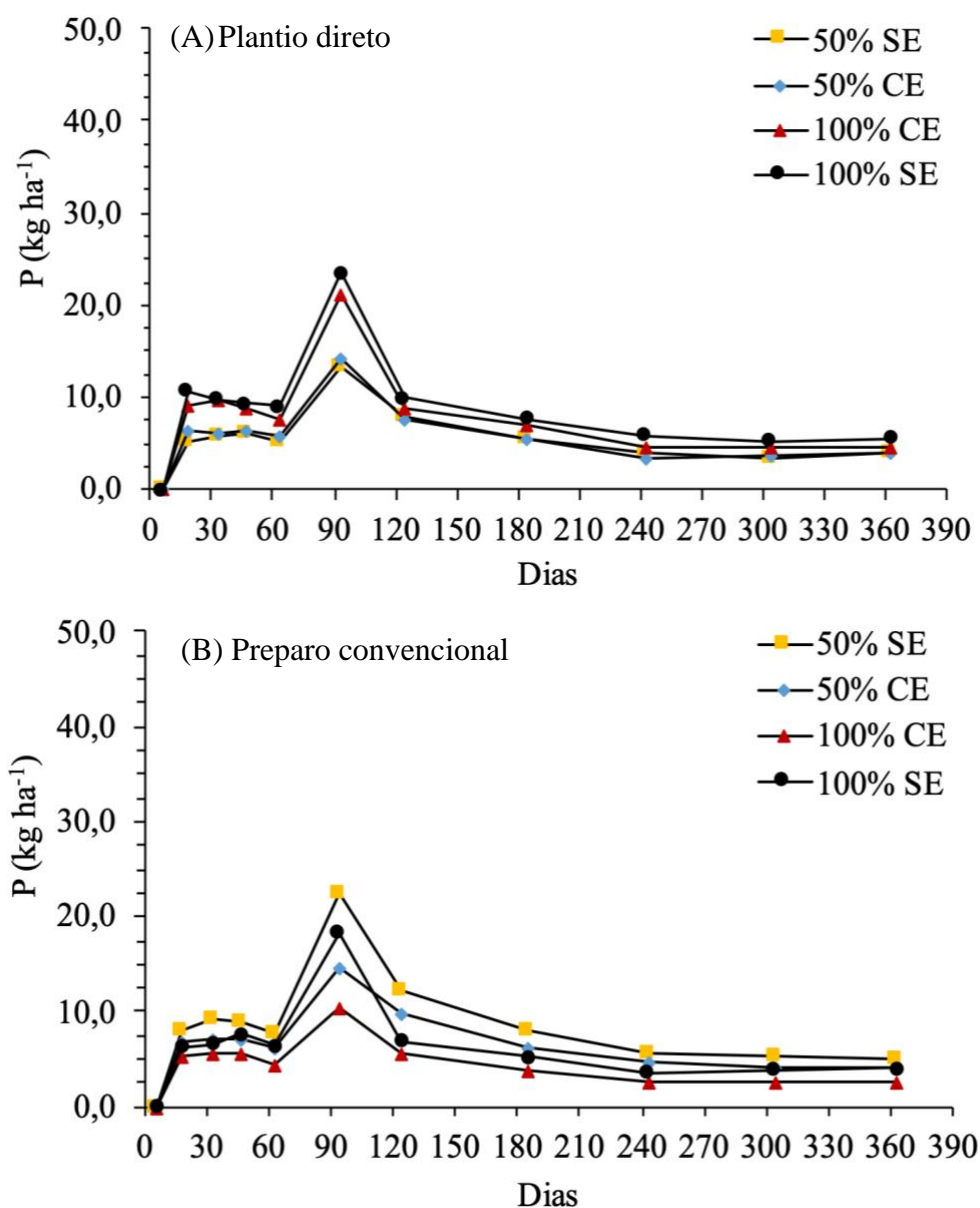 (A) Plantio direto
50% SE
50% CE
100% CE
100% SE
P (kg ha⁻¹)
50,0
40,0
30,0
20,0
10,0
0,0
0 30 60 90 120 150 180 210 240 270 300 330 360 390
Dias
(B) Preparo convencional
50% SE
50% CE
100% CE
100% SE
P (kg ha⁻¹)
50,0
40,0
30,0
20,0
10,0
0,0
0 30 60 90 120 150 180 210 240 270 300 330 360 390
Dias